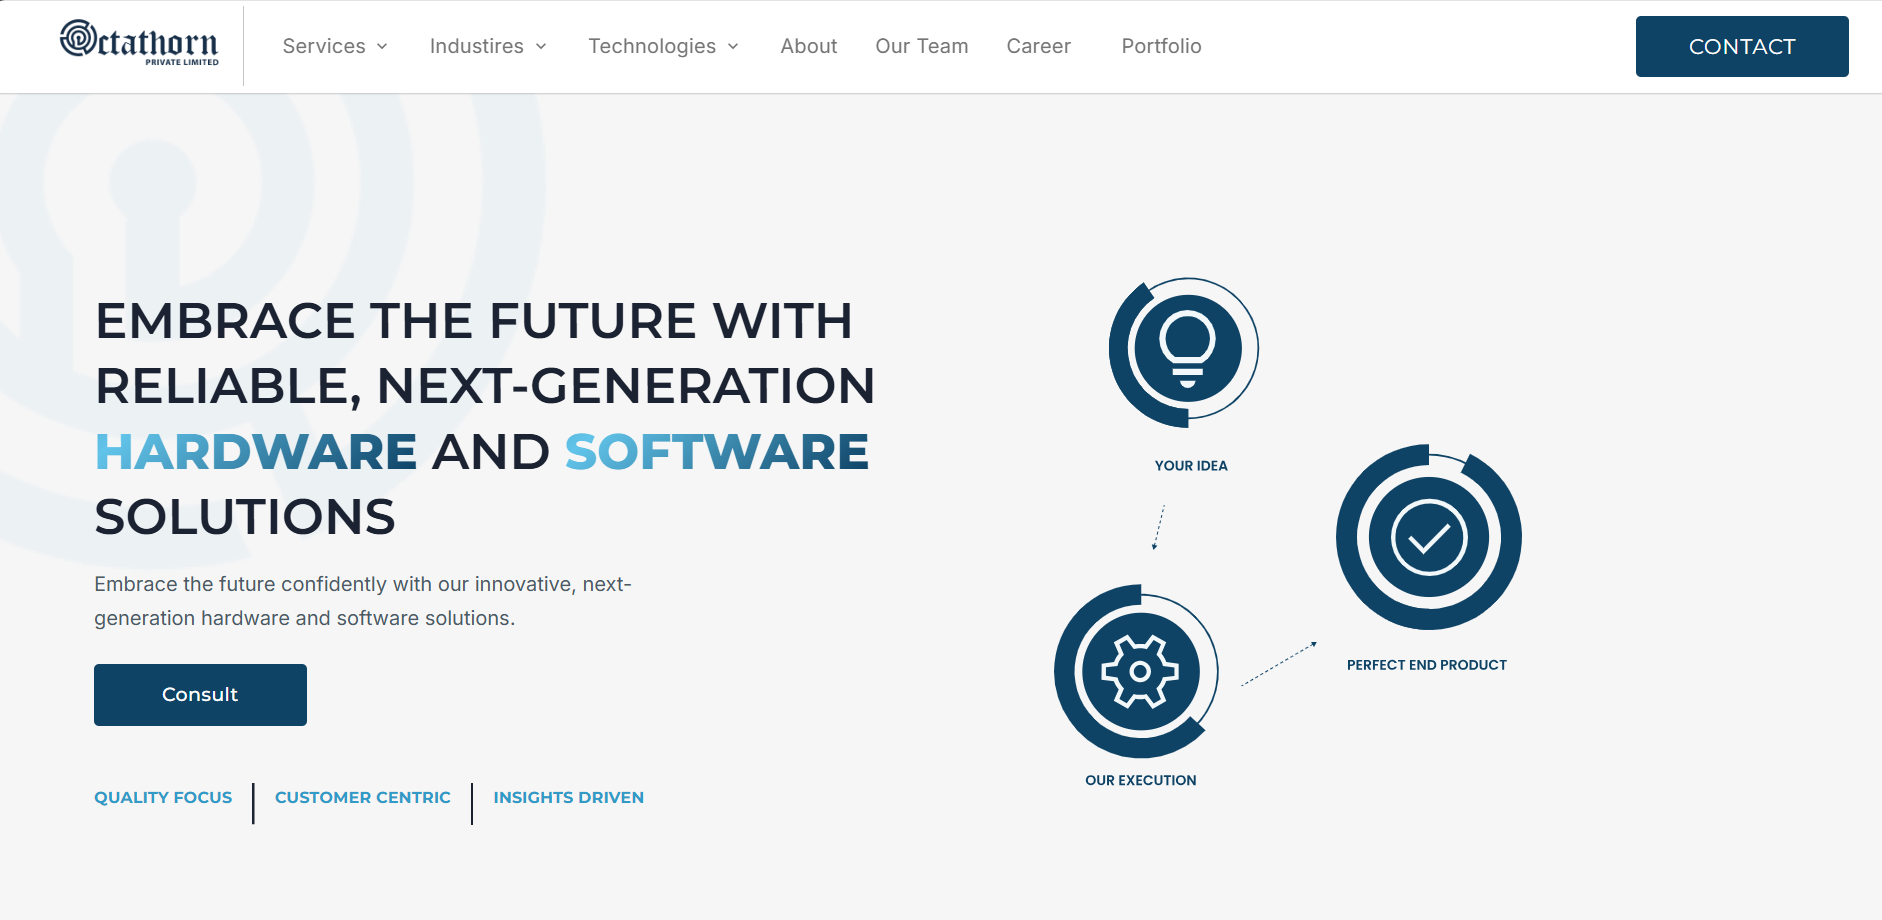 Octathorn
PRIVATE LIMITED
Services
Industires
Technologies
About
Our Team
Career
Portfolio
CONTACT
EMBRACE THE FUTURE WITH
RELIABLE, NEXT-GENERATION
HARDWARE AND SOFTWARE
SOLUTIONS
Embrace the future confidently with our innovative, next-
generation hardware and software solutions.
Consult
QUALITY FOCUS
CUSTOMER CENTRIC
INSIGHTS DRIVEN
YOUR IDEA
OUR EXECUTION
PERFECT END PRODUCT